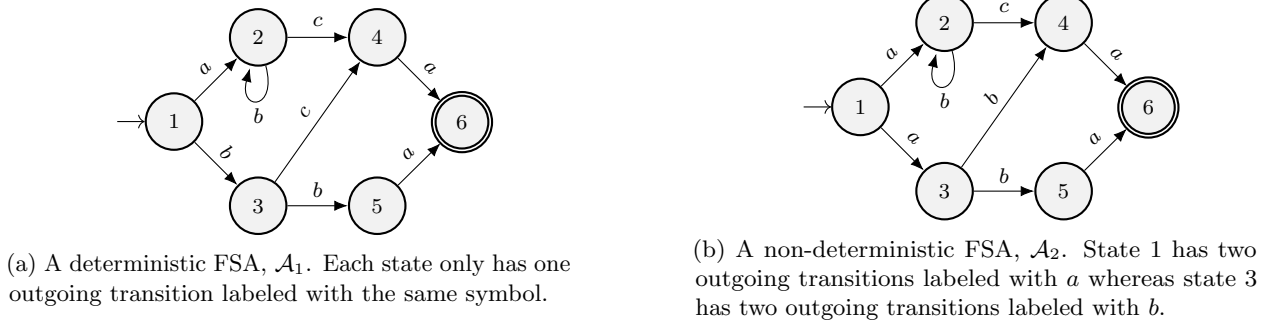 2
c
4
a
b
a
1
6
c
b
a
3
b
5
(a) A deterministic FSA, 𝒜₁. Each state only has one
outgoing transition labeled with the same symbol.
2
c
4
a
b
a
1
6
b
a
a
3
b
5
(b) A non-deterministic FSA, 𝒜₂. State 1 has two
outgoing transitions labeled with a whereas state 3
has two outgoing transitions labeled with b.